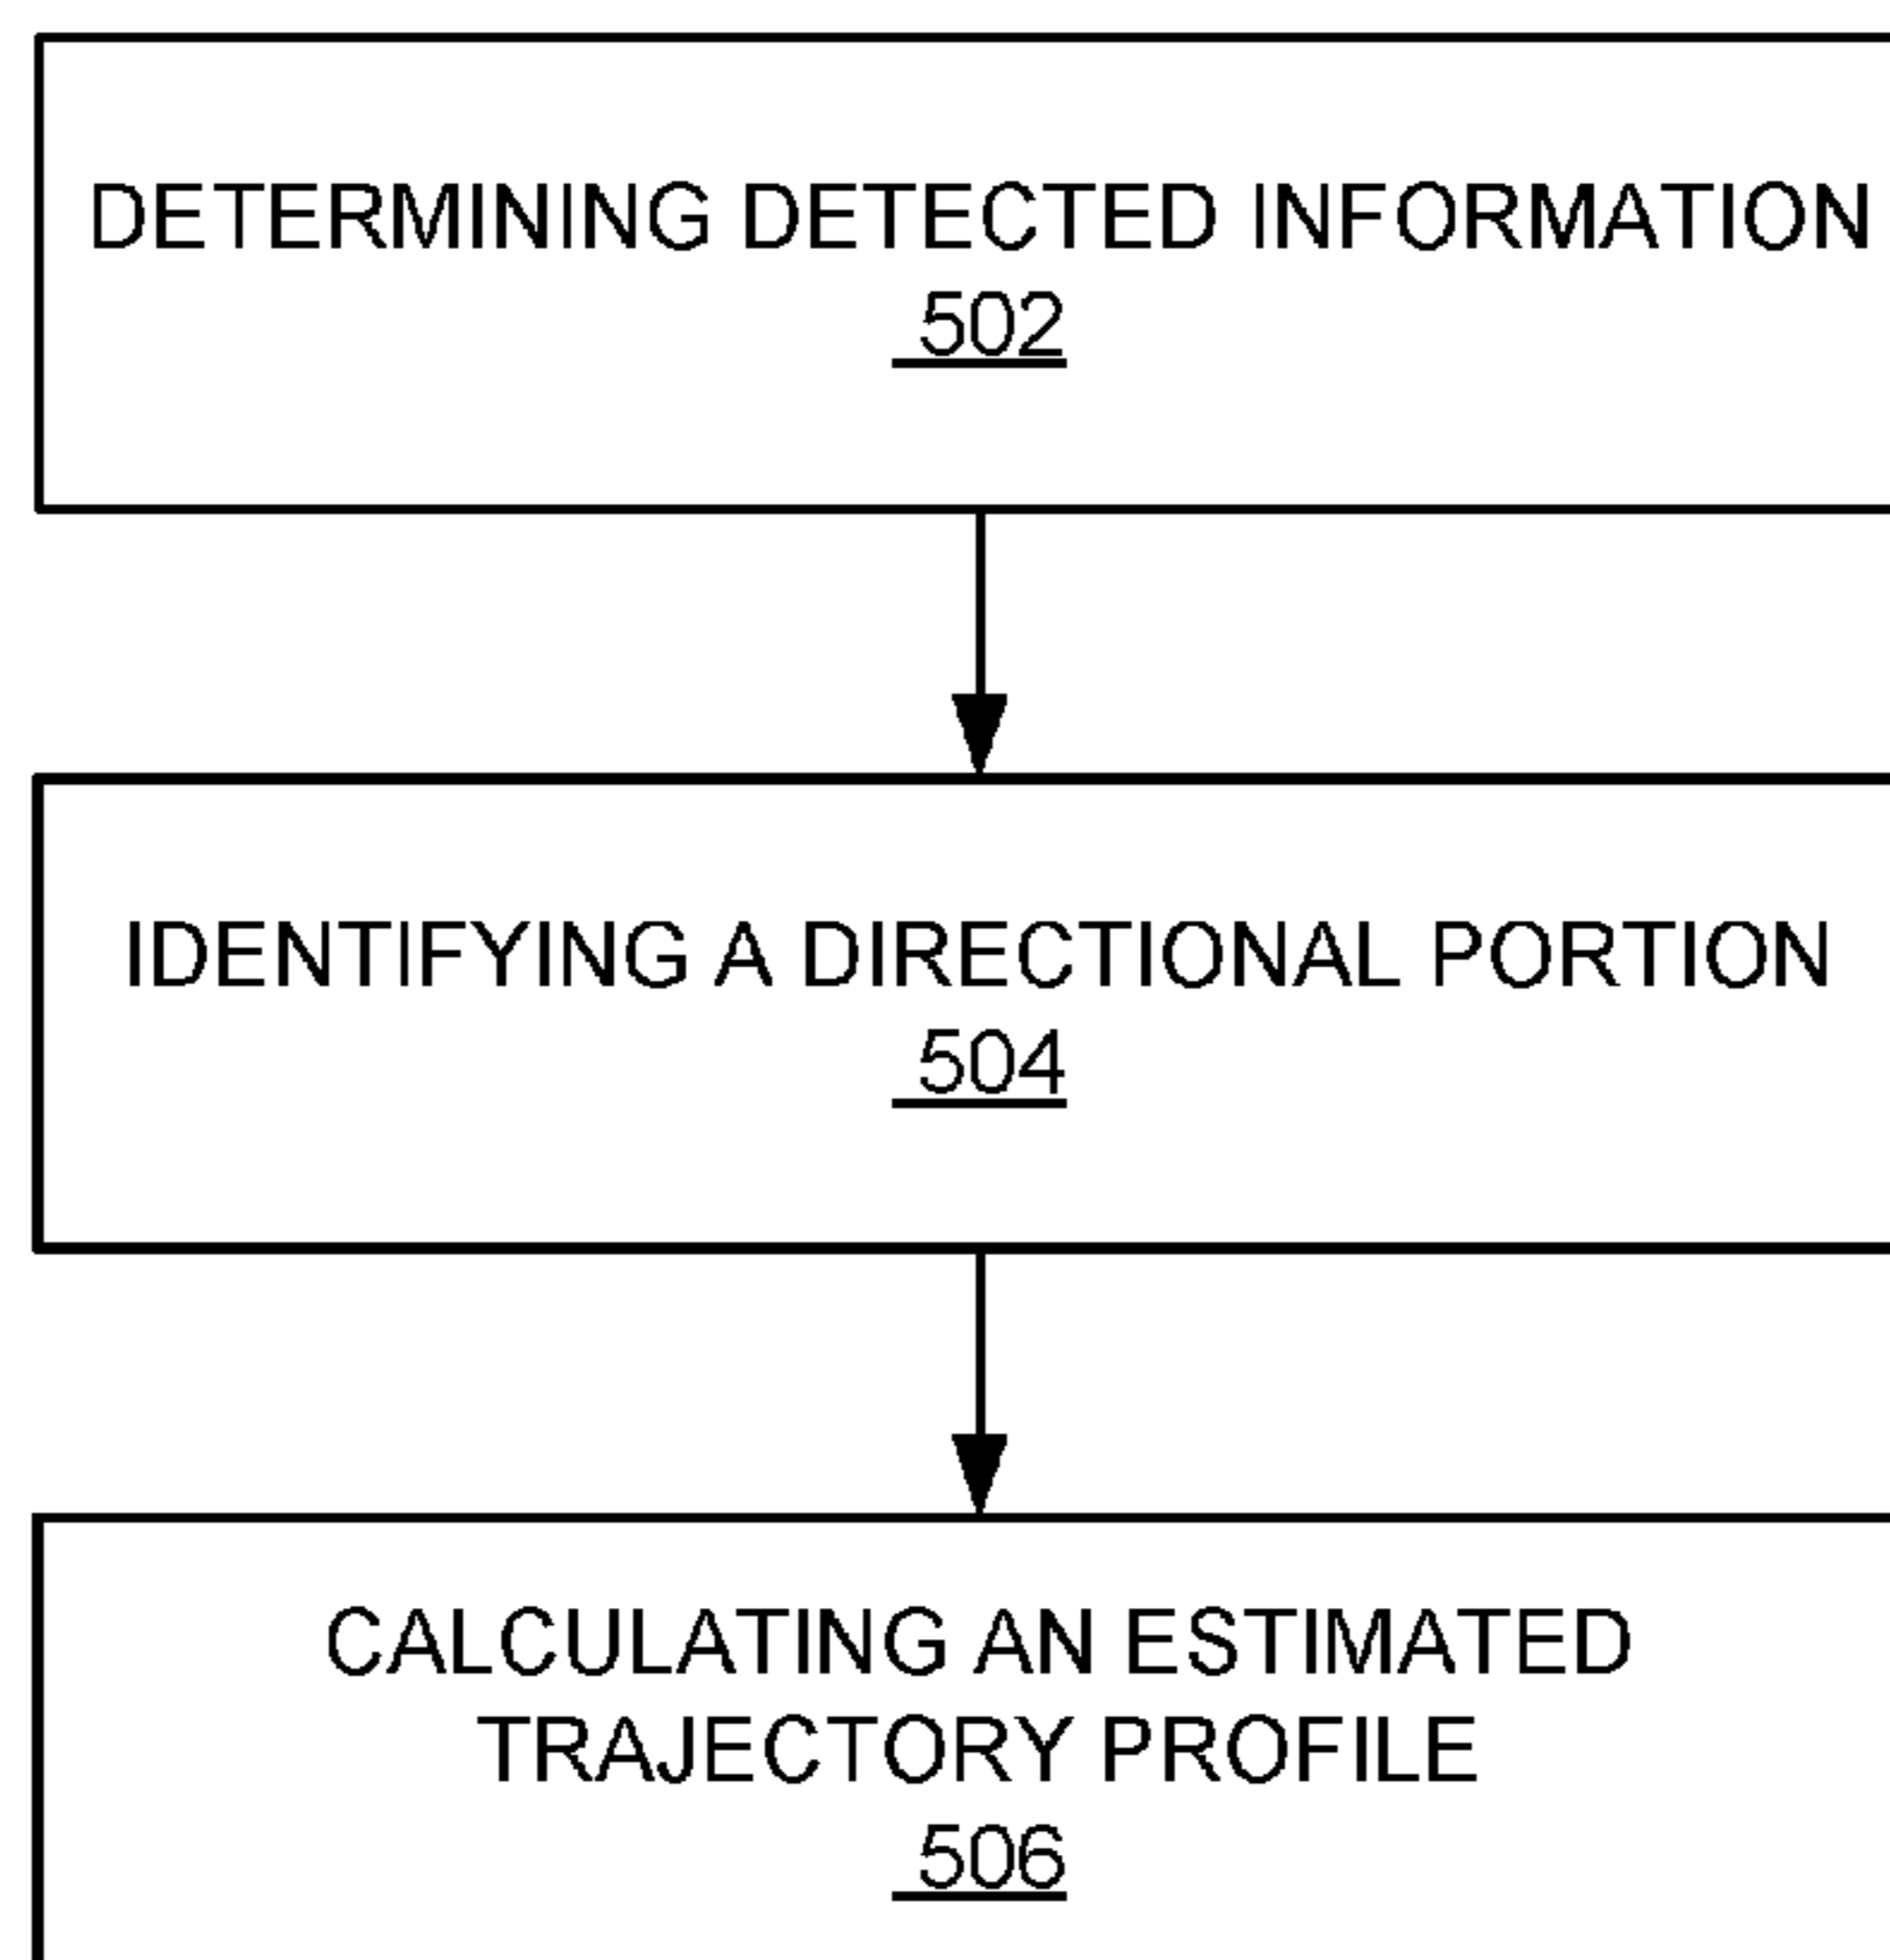 DETERMINING DETECTED INFORMATION
502
IDENTIFYING A DIRECTIONAL PORTION
504
CALCULATING AN ESTIMATED
TRAJECTORY PROFILE
506